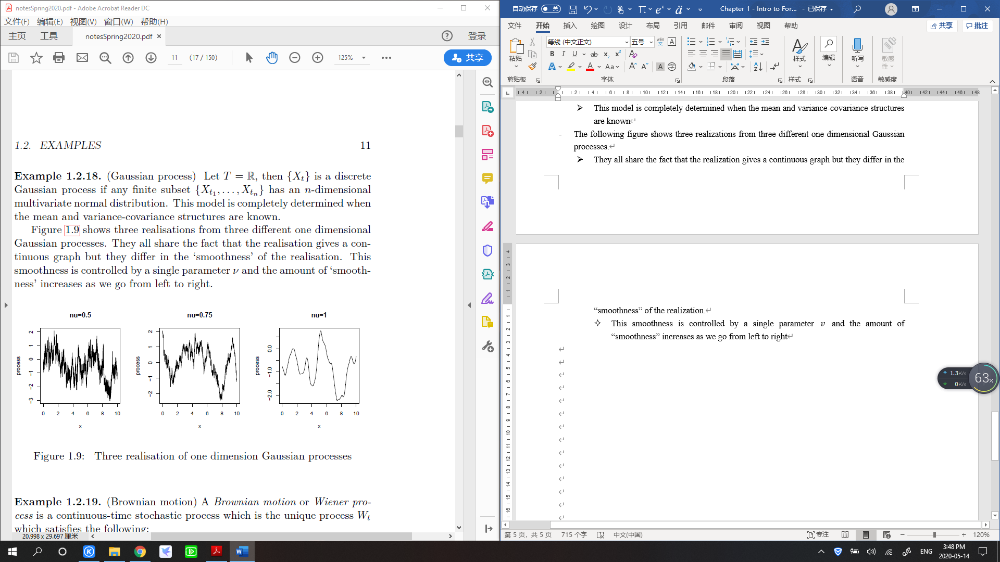 notesSpring2020.pdf - Adobe Acrobat Reader DC
文件(F) 编辑(E) 视图(V) 窗口(W) 帮助(H)
主页 工具 notesSpring2020.pdf × 登录
11 (17 / 150) 125% 共享
1.2. EXAMPLES 11
Example 1.2.18. (Gaussian process) Let T = ℝ, then {X_t} is a discrete
Gaussian process if any finite subset {X_{t_1}, . . . , X_{t_n}} has an n-dimensional
multivariate normal distribution. This model is completely determined when
the mean and variance-covariance structures are known.
Figure 1.9 shows three realisations from three different one dimensional
Gaussian processes. They all share the fact that the realisation gives a con-
tinuous graph but they differ in the ‘smoothness’ of the realisation. This
smoothness is controlled by a single parameter ν and the amount of ‘smooth-
ness’ increases as we go from left to right.
nu=0.5 nu=0.75 nu=1
process
2 1 0 −1 −2 −3
0 2 4 6 8 10
x
process
2 1 0 −1 −2
0 2 4 6 8 10
x
process
0.0 −1.0 −2.0
0 2 4 6 8 10
x
Figure 1.9: Three realisation of one dimension Gaussian processes
Example 1.2.19. (Brownian motion) A Brownian motion or Wiener pro-
cess is a continuous-time stochastic process which is the unique process W_t
which satisfies the following:
20.998 x 29.697 厘米
自动保存 关 Chapter 1 - Intro to For... - 已保存
文件 开始 插入 绘图 设计 布局 引用 邮件 审阅 视图 帮助 共享 批注
等线 (中文正文) 五号
粘贴 样式 编辑 听写 敏感性
剪贴板 字体 段落 样式 语音 敏感度
This model is completely determined when the mean and variance-covariance structures
are known
- The following figure shows three realizations from three different one dimensional Gaussian
processes.
They all share the fact that the realization gives a continuous graph but they differ in the
“smoothness” of the realization.
This smoothness is controlled by a single parameter ν and the amount of
“smoothness” increases as we go from left to right
1.3K/s
0K/s
63%
第 5 页，共 5 页 715 个字 中文(中国) 专注 120%
ENG
3:48 PM
2020-05-14